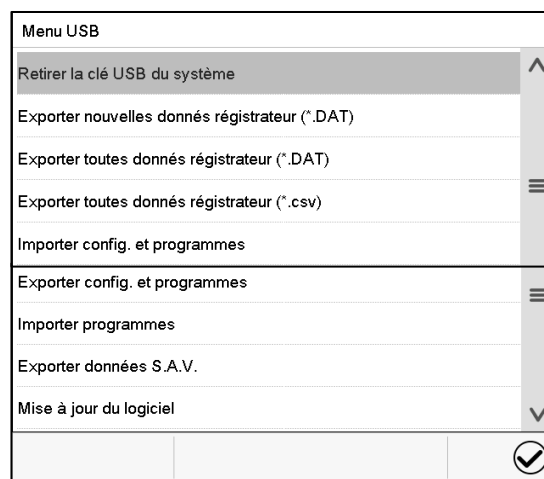 Menu USB
Retirer la clé USB du système
Exporter nouvelles donnés régistrateur (*.DAT)
Exporter toutes donnés régistrateur (*.DAT)
Exporter toutes donnés régistrateur (*.csv)
Importer config. et programmes
Exporter config. et programmes
Importer programmes
Exporter données S.A.V.
Mise à jour du logiciel